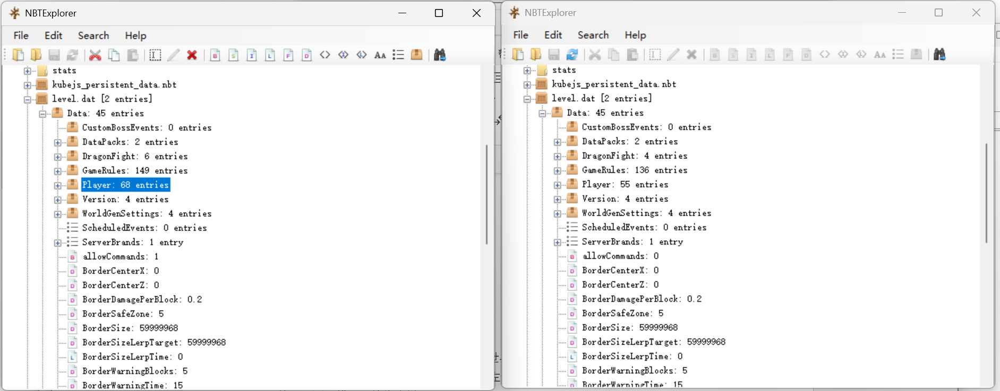 NBTExplorer
File Edit Search Help
stats
kubejs_persistent_data.nbt
level.dat [2 entries]
Data: 45 entries
CustomBossEvents: 0 entries
DataPacks: 2 entries
DragonFight: 6 entries
GameRules: 149 entries
Player: 68 entries
Version: 4 entries
WorldGenSettings: 4 entries
ScheduledEvents: 0 entries
ServerBrands: 1 entry
allowCommands: 1
BorderCenterX: 0
BorderCenterZ: 0
BorderDamagePerBlock: 0.2
BorderSafeZone: 5
BorderSize: 59999968
BorderSizeLerpTarget: 59999968
BorderSizeLerpTime: 0
BorderWarningBlocks: 5
BorderWarningTime: 15
NBTExplorer
File Edit Search Help
stats
kubejs_persistent_data.nbt
level.dat [2 entries]
Data: 45 entries
CustomBossEvents: 0 entries
DataPacks: 2 entries
DragonFight: 4 entries
GameRules: 136 entries
Player: 55 entries
Version: 4 entries
WorldGenSettings: 4 entries
ScheduledEvents: 0 entries
ServerBrands: 1 entry
allowCommands: 0
BorderCenterX: 0
BorderCenterZ: 0
BorderDamagePerBlock: 0.2
BorderSafeZone: 5
BorderSize: 59999968
BorderSizeLerpTarget: 59999968
BorderSizeLerpTime: 0
BorderWarningBlocks: 5
BorderWarningTime: 15